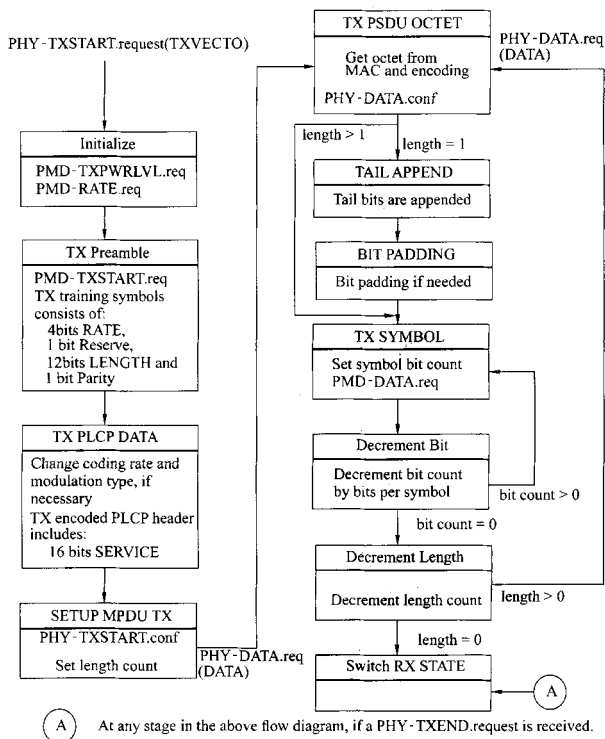 PHY-TXSTART.request(TXVECTO)
Initialize
PMD-TXPWRLVL.req
PMD-RATE.req
TX Preamble
PMD-TXSTART.req
TX training symbols
consists of:
4bits RATE,
1 bit Reserve,
12bits LENGTH and
1 bit Parity
TX PLCP DATA
Change coding rate and
modulation type, if
necessary
TX encoded PLCP header
includes:
16 bits SERVICE
SETUP MPDU TX
PHY-TXSTART.conf
Set length count
PHY-DATA.req
(DATA)
TX PSDU OCTET
Get octet from
MAC and encoding
PHY-DATA.conf
PHY-DATA.req
(DATA)
length > 1
length = 1
TAIL APPEND
Tail bits are appended
BIT PADDING
Bit padding if needed
TX SYMBOL
Set symbol bit count
PMD-DATA.req
Decrement Bit
Decrement bit count
by bits per symbol
bit count > 0
bit count = 0
Decrement Length
Decrement length count
length > 0
length = 0
Switch RX STATE
A
A At any stage in the above flow diagram, if a PHY-TXEND.request is received.